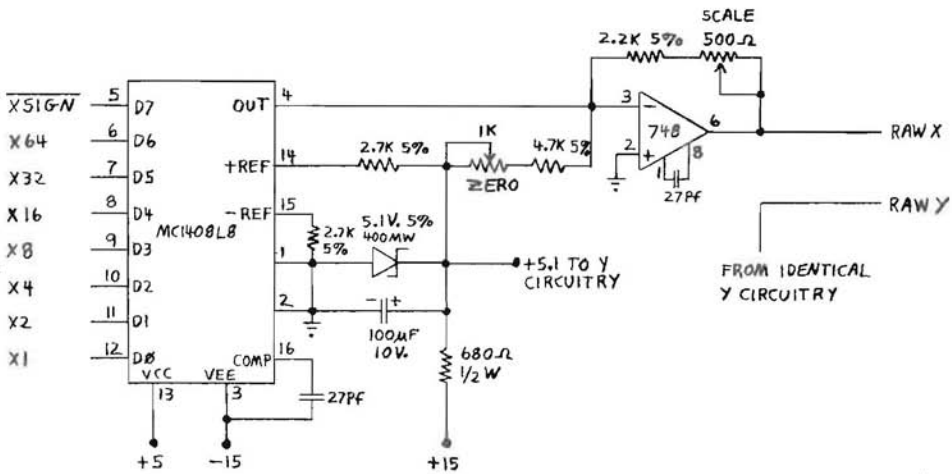 SCALE
2.2K 5% 500Ω
X̅S̅I̅G̅N̅ 5 D7 OUT 4
3 −
748
6 RAW X
X64 6 D6
2 +
1 8
27Pf
1K
2.7K 5% 4.7K 5%
X32 7 D5 +REF 14
ZERO
X16 8 D4 −REF 15
RAW Y
MC1408L8
2.7K 5%
5.1V. 5%
400MW
X8 9 D3 1
+5.1 TO Y
CIRCUITRY
FROM IDENTICAL
Y CIRCUITRY
X4 10 D2
X2 11 D1 2
− +
100µF
10V.
X1 12 DØ COMP 16
680Ω
1/2 W
VCC VEE
13 3
27Pf
+5 -15 +15